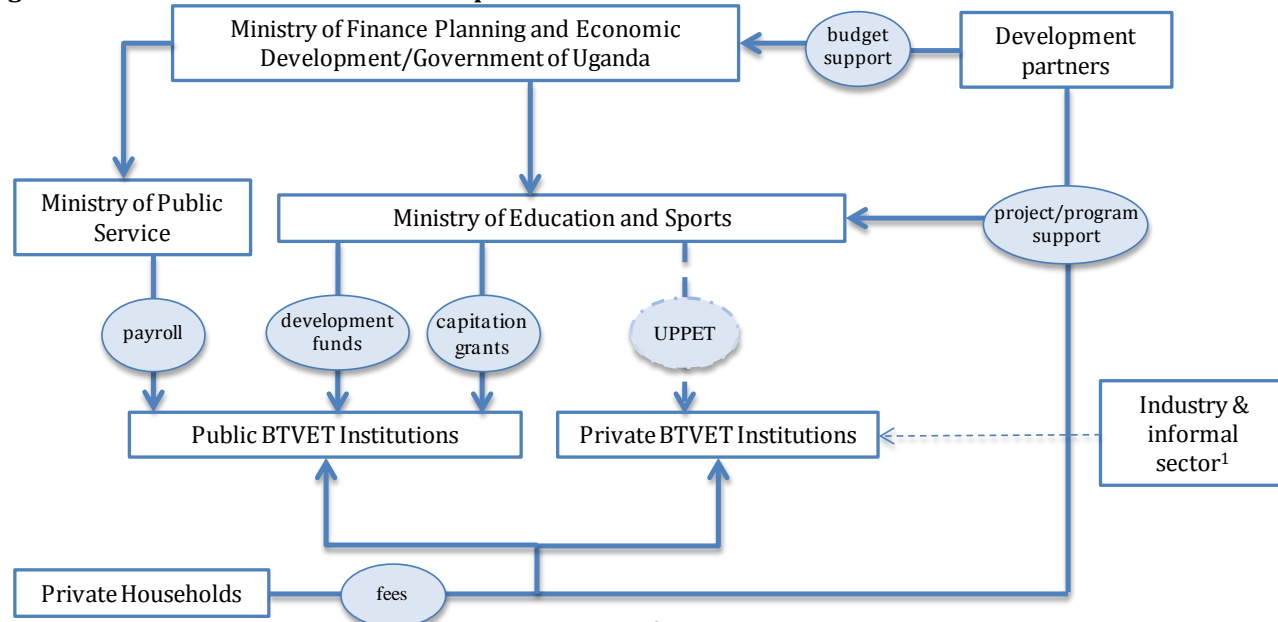 Ministry of Finance Planning and Economic
Development/Government of Uganda
budget
support
Development
partners
Ministry of Public
Service
Ministry of Education and Sports
project/program
support
payroll
development
funds
capitation
grants
UPPET
Public BTVET Institutions
Private BTVET Institutions
Industry &
informal
sector¹
Private Households
fees